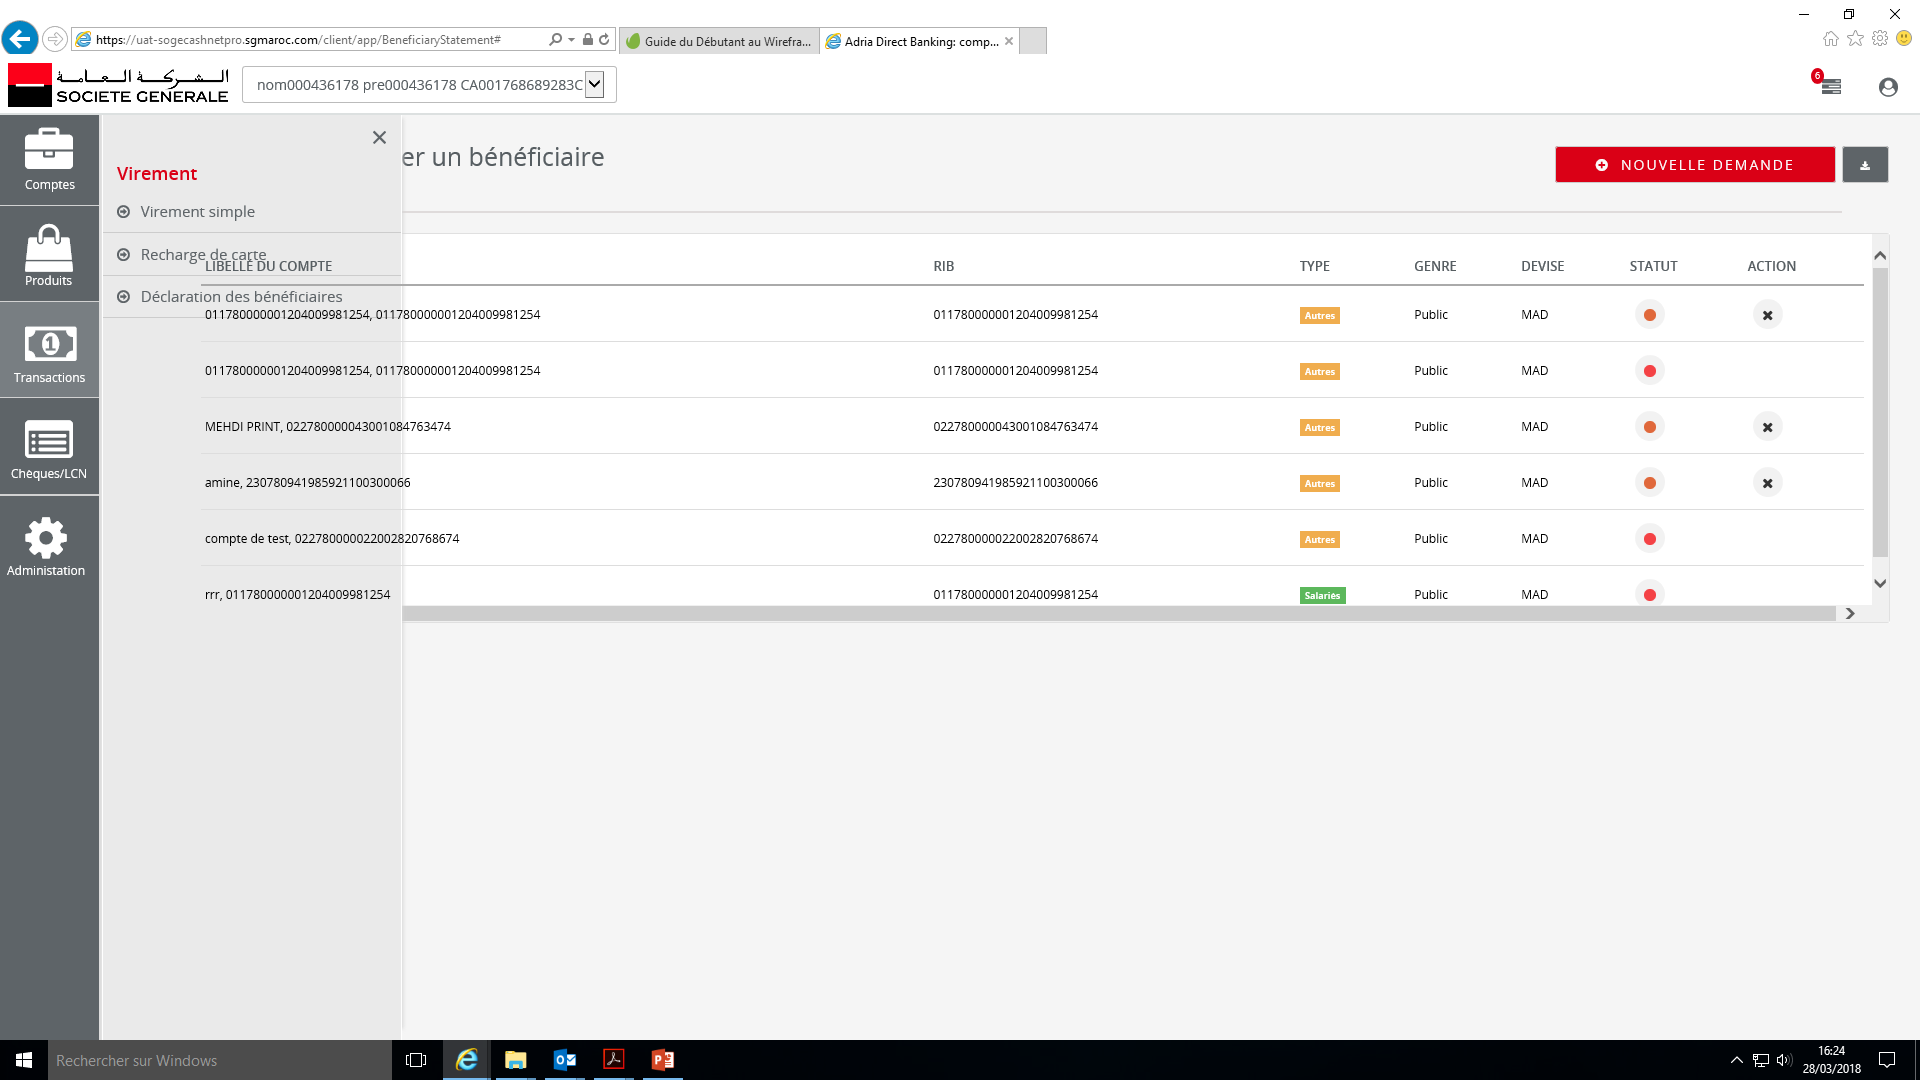 https://uat-sogecashnetpro.sgmaroc.com/client/app/BeneficiaryStatement#
Guide du Débutant au Wirefra...
Adria Direct Banking: comp...
الشركة العامة
SOCIETE GENERALE
nom000436178 pre000436178 CA001768689283C
6
Comptes
Produits
Transactions
Chèques/LCN
Administation
Virement
Virement simple
Recharge de carte
Déclaration des bénéficiaires
er un bénéficiaire
NOUVELLE DEMANDE
LIBELLÉ DU COMPTE RIB TYPE GENRE DEVISE STATUT ACTION
011780000001204009981254, 011780000001204009981254 011780000001204009981254 Autres Public MAD
011780000001204009981254, 011780000001204009981254 011780000001204009981254 Autres Public MAD
MEHDI PRINT, 022780000043001084763474 022780000043001084763474 Autres Public MAD
amine, 230780941985921100300066 230780941985921100300066 Autres Public MAD
compte de test, 022780000022002820768674 022780000022002820768674 Autres Public MAD
rrr, 011780000001204009981254 011780000001204009981254 Salariés Public MAD
Rechercher sur Windows
16:24
28/03/2018